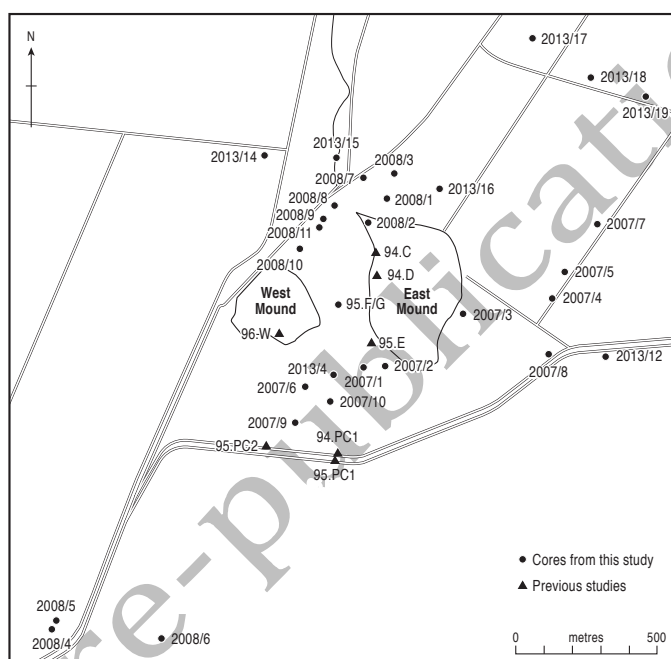 N
2013/17
2013/18
2013/19
2013/15
2013/14
2008/3
2008/7
2008/1
2013/16
2008/8
2008/9
2008/11
2008/2
2007/7
2008/10
94.C
94.D
2007/5
West
Mound
East
Mound
95.F/G
2007/4
2007/3
96.W
95.E
2013/12
2007/8
2013/4
2007/1
2007/2
2007/6
2007/10
2007/9
94.PC1
95.PC2
95.PC1
Cores from this study
Previous studies
2008/5
2008/4
2008/6
0 metres 500
re-publicati